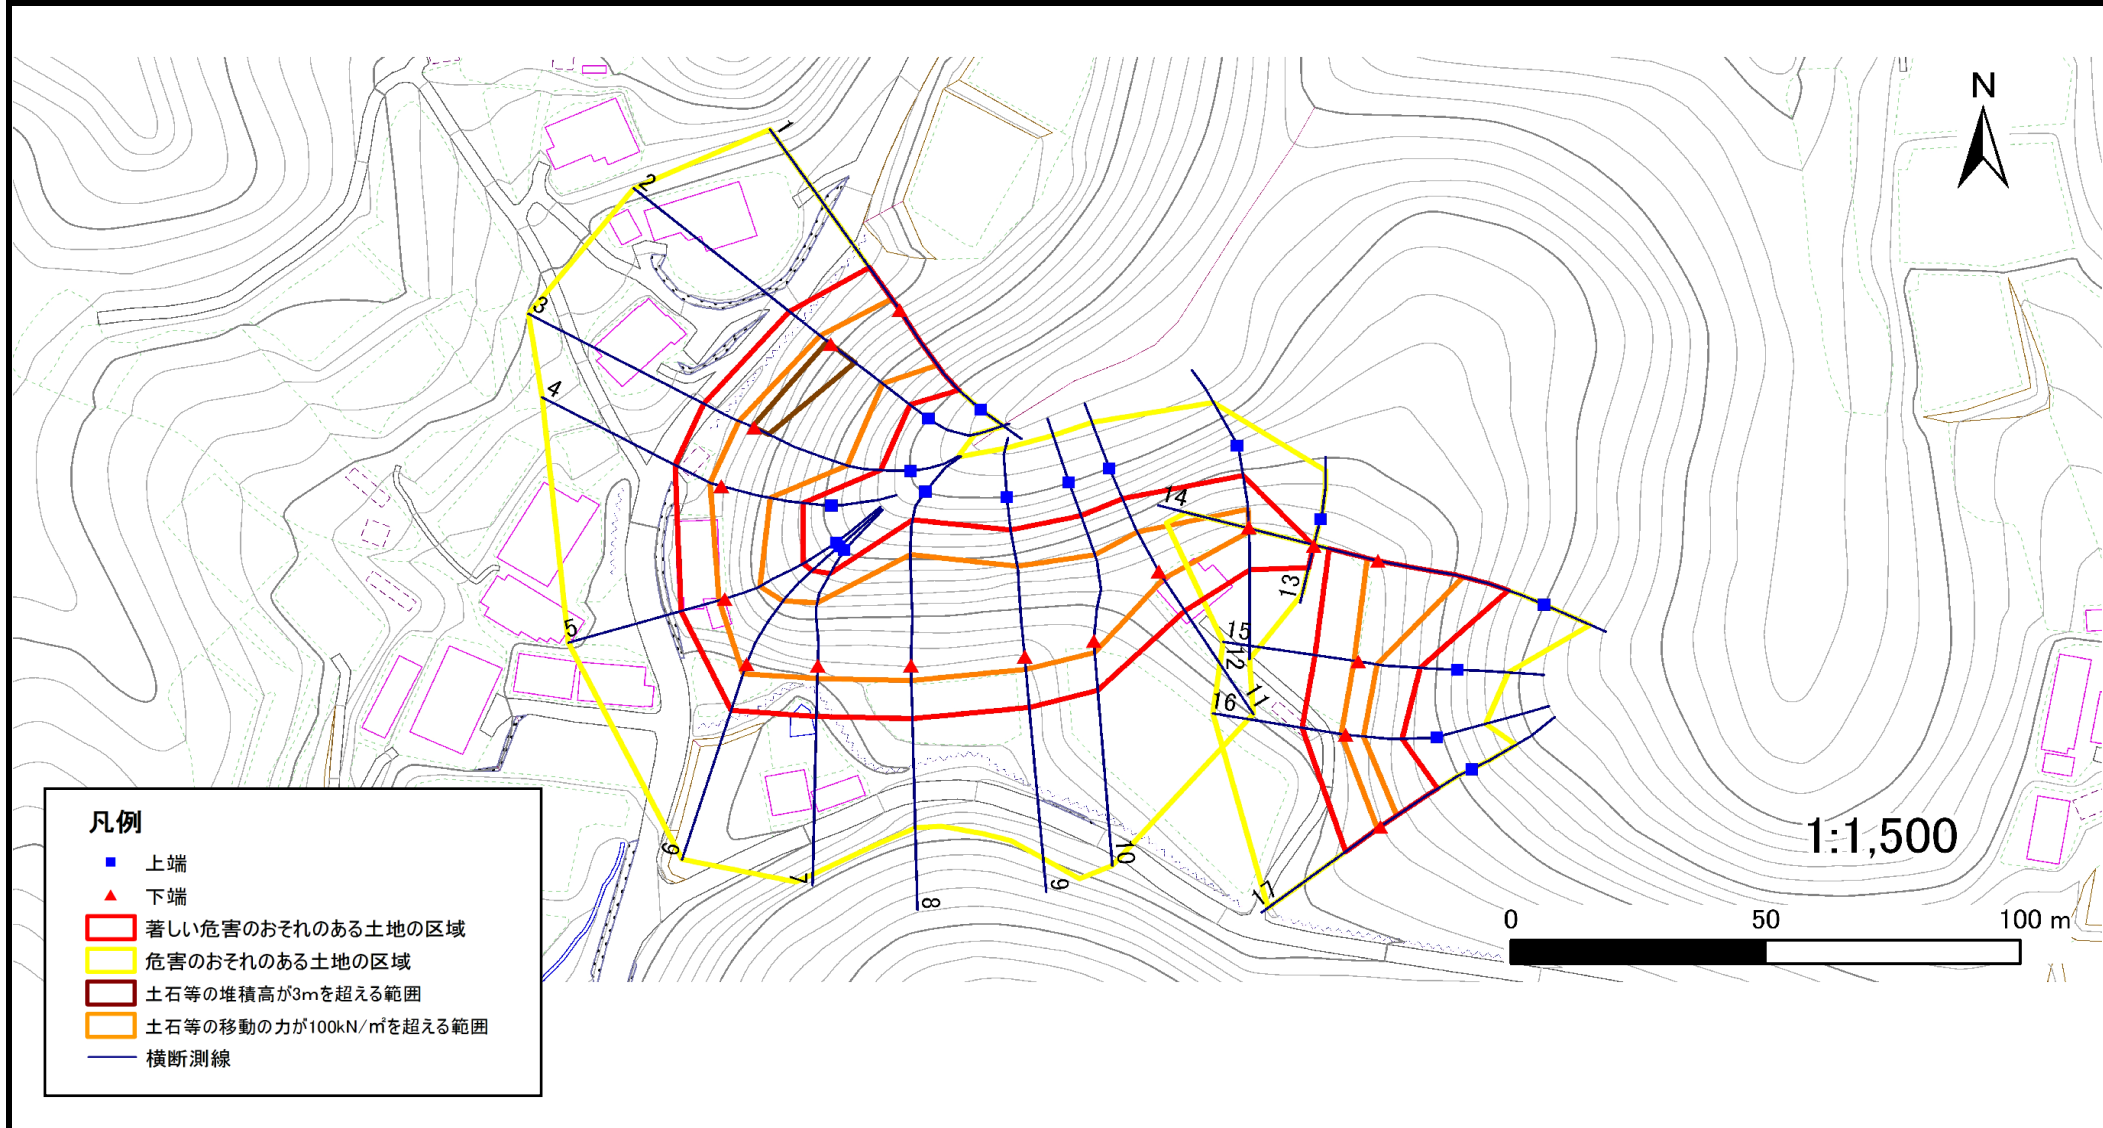 N
1
2
3
4
5
6
7
8
9
10
11
12
13
14
15
16
17
凡例
上端
下端
著しい危害のおそれのある土地の区域
危害のおそれのある土地の区域
土石等の堆積高が3mを超える範囲
土石等の移動の力が100kN/㎡を超える範囲
横断測線
1:1,500
0 50 100 m